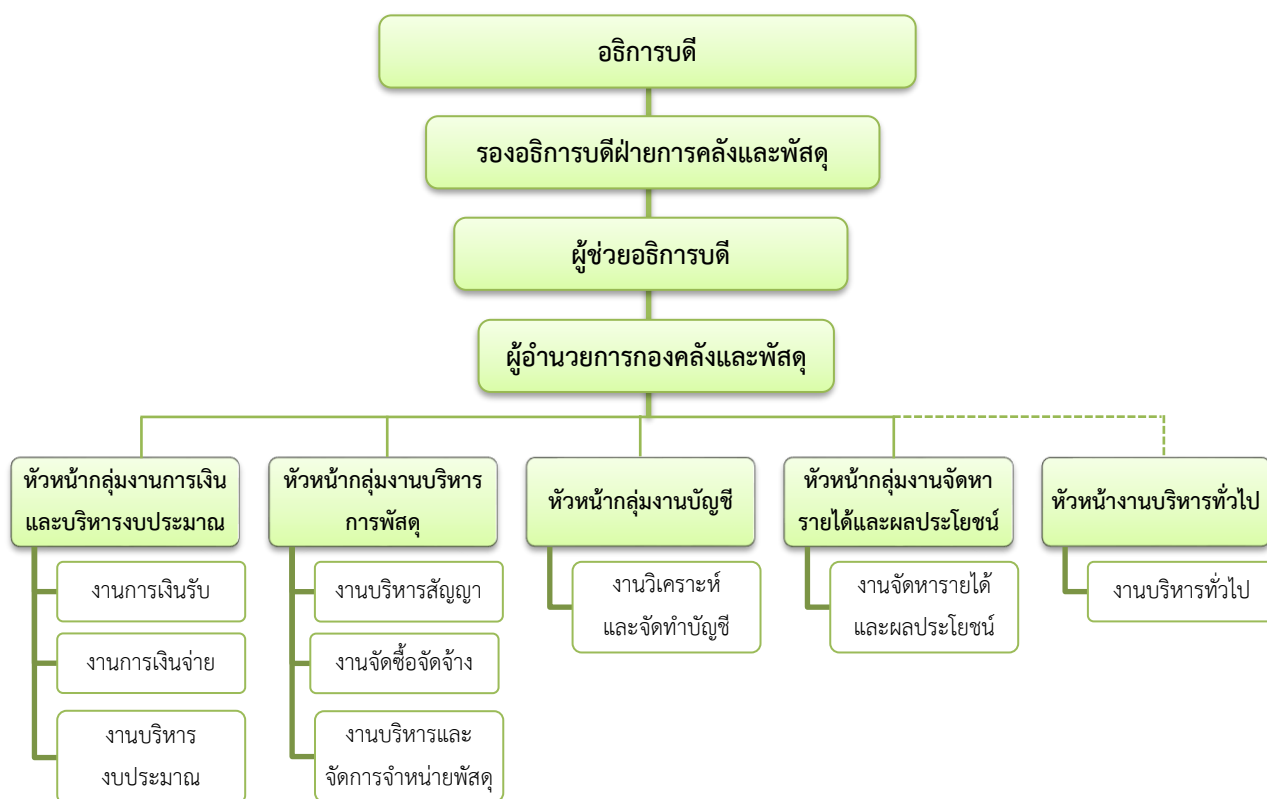 อธิการบดี
รองอธิการบดีฝ่ายการคลังและพัสดุ
ผู้ช่วยอธิการบดี
ผู้อำนวยการกองคลังและพัสดุ
หัวหน้ากลุ่มงานการเงิน
และบริหารงบประมาณ
งานการเงินรับ
งานการเงินจ่าย
งานบริหาร
งบประมาณ
หัวหน้ากลุ่มงานบริหาร
การพัสดุ
งานบริหารสัญญา
งานจัดซื้อจัดจ้าง
งานบริหารและ
จัดการจำหน่ายพัสดุ
หัวหน้ากลุ่มงานบัญชี
งานวิเคราะห์
และจัดทำบัญชี
หัวหน้ากลุ่มงานจัดหา
รายได้และผลประโยชน์
งานจัดหารายได้
และผลประโยชน์
หัวหน้างานบริหารทั่วไป
งานบริหารทั่วไป